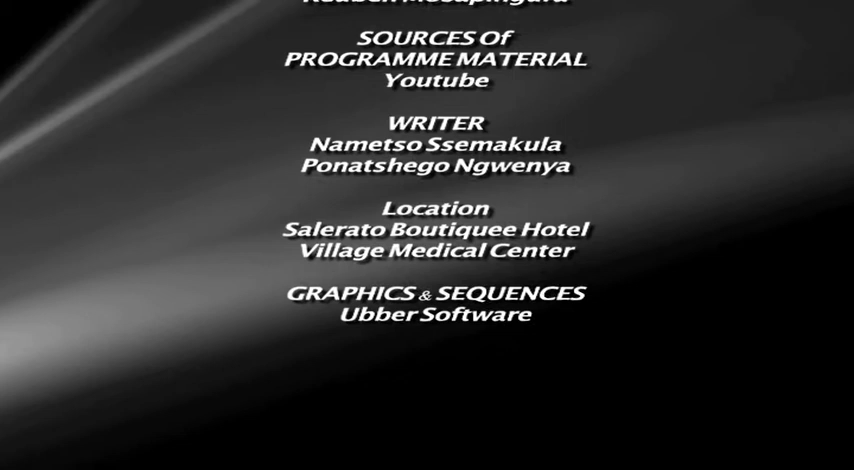 SOURCES Of
PROGRAMME MATERIAL
Youtube
WRITER
Nametso Ssemakula
Ponatshego Ngwenya
Location
Salerato Boutiquee Hotel
Village Medical Center
GRAPHICS & SEQUENCES
Ubber Software